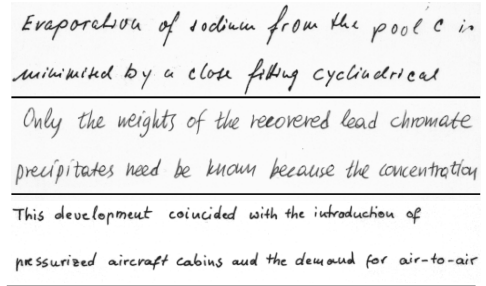 Evaporation of sodium from the pool c is
minimised by a close fitting cyclindrical
Only the weights of the recovered lead chromate
precipitates need be known because the concentration
This development coincided with the introduction of
pressurized aircraft cabins and the demand for air-to-air